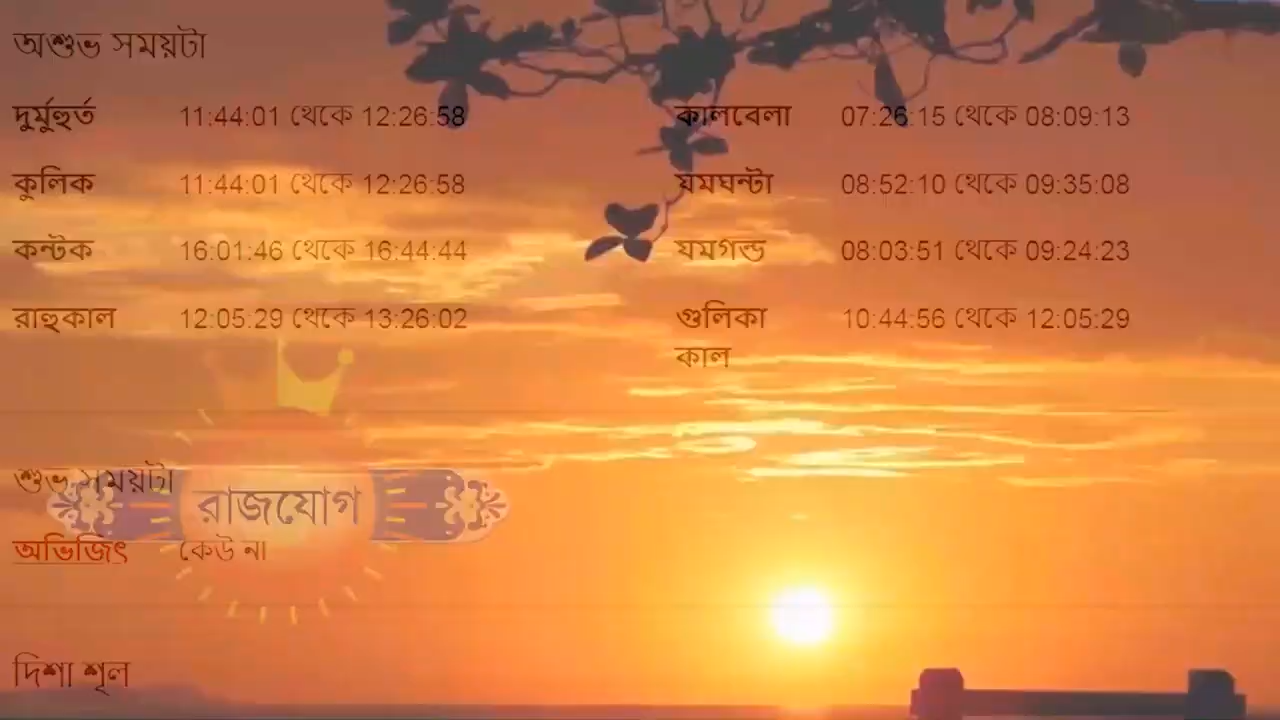 অশুভ সময়টা
দুর্মুহুর্ত 11:44:01 থেকে 12:26:58 কালবেলা 07:26:15 থেকে 08:09:13
কুলিক 11:44:01 থেকে 12:26:58 যমঘন্টা 08:52:10 থেকে 09:35:08
কন্টক 16:01:46 থেকে 16:44:44 যমগন্ড 08:03:51 থেকে 09:24:23
রাহুকাল 12:05:29 থেকে 13:26:02 গুলিকা 10:44:56 থেকে 12:05:29
কাল
শুভ সময়টা
রাজযোগ
অভিজিৎ কেউ না
দিশা শূল